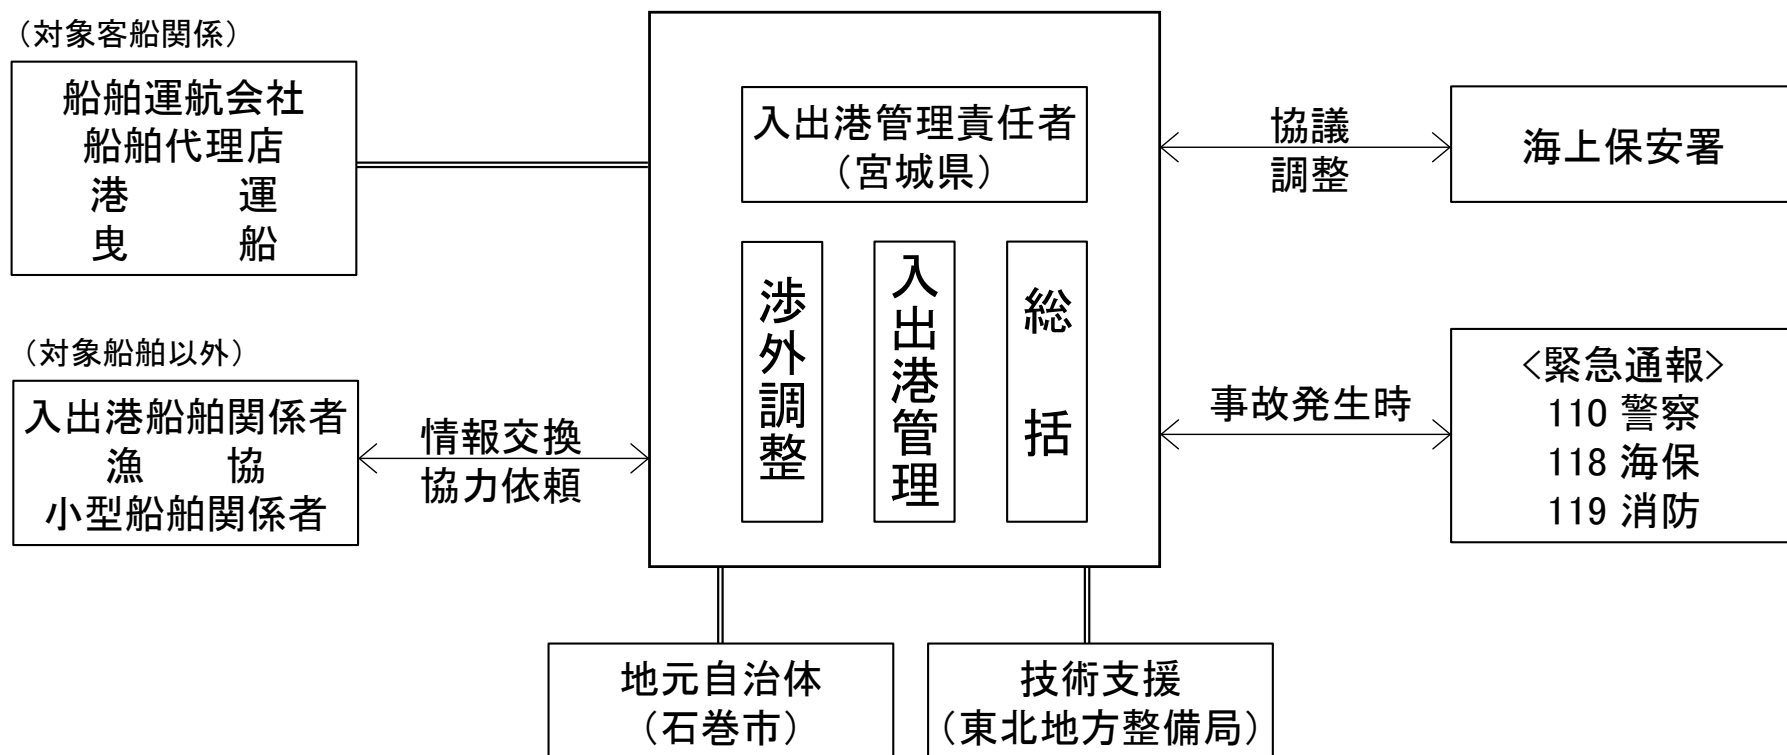 （対象客船関係）
船舶運航会社
船舶代理店
港　　　運
曳　　　船
（対象船舶以外）
入出港船舶関係者
漁　　協
小型船舶関係者
情報交換
協力依頼
入出港管理責任者
（宮城県）
渉外調整
入出港管理
総括
協議
調整
海上保安署
事故発生時
<緊急通報>
110 警察
118 海保
119 消防
地元自治体
（石巻市）
技術支援
（東北地方整備局）